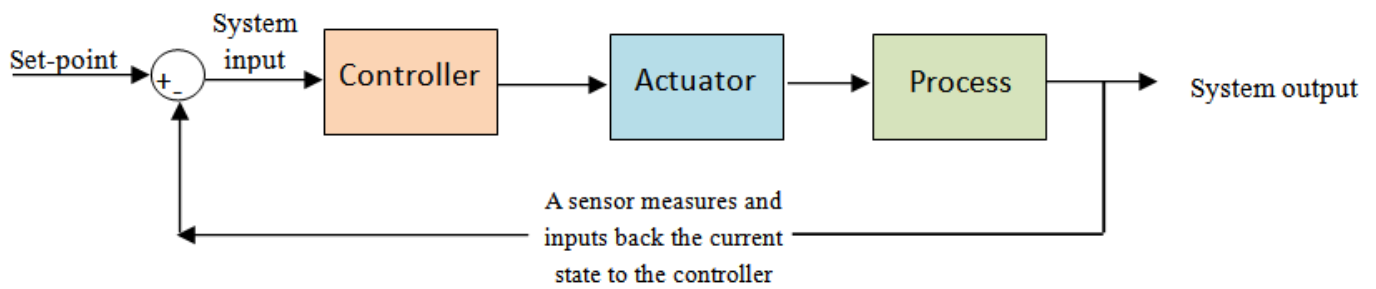 System
input
Set-point
+
-
Controller
Actuator
Process
System output
A sensor measures and
inputs back the current
state to the controller